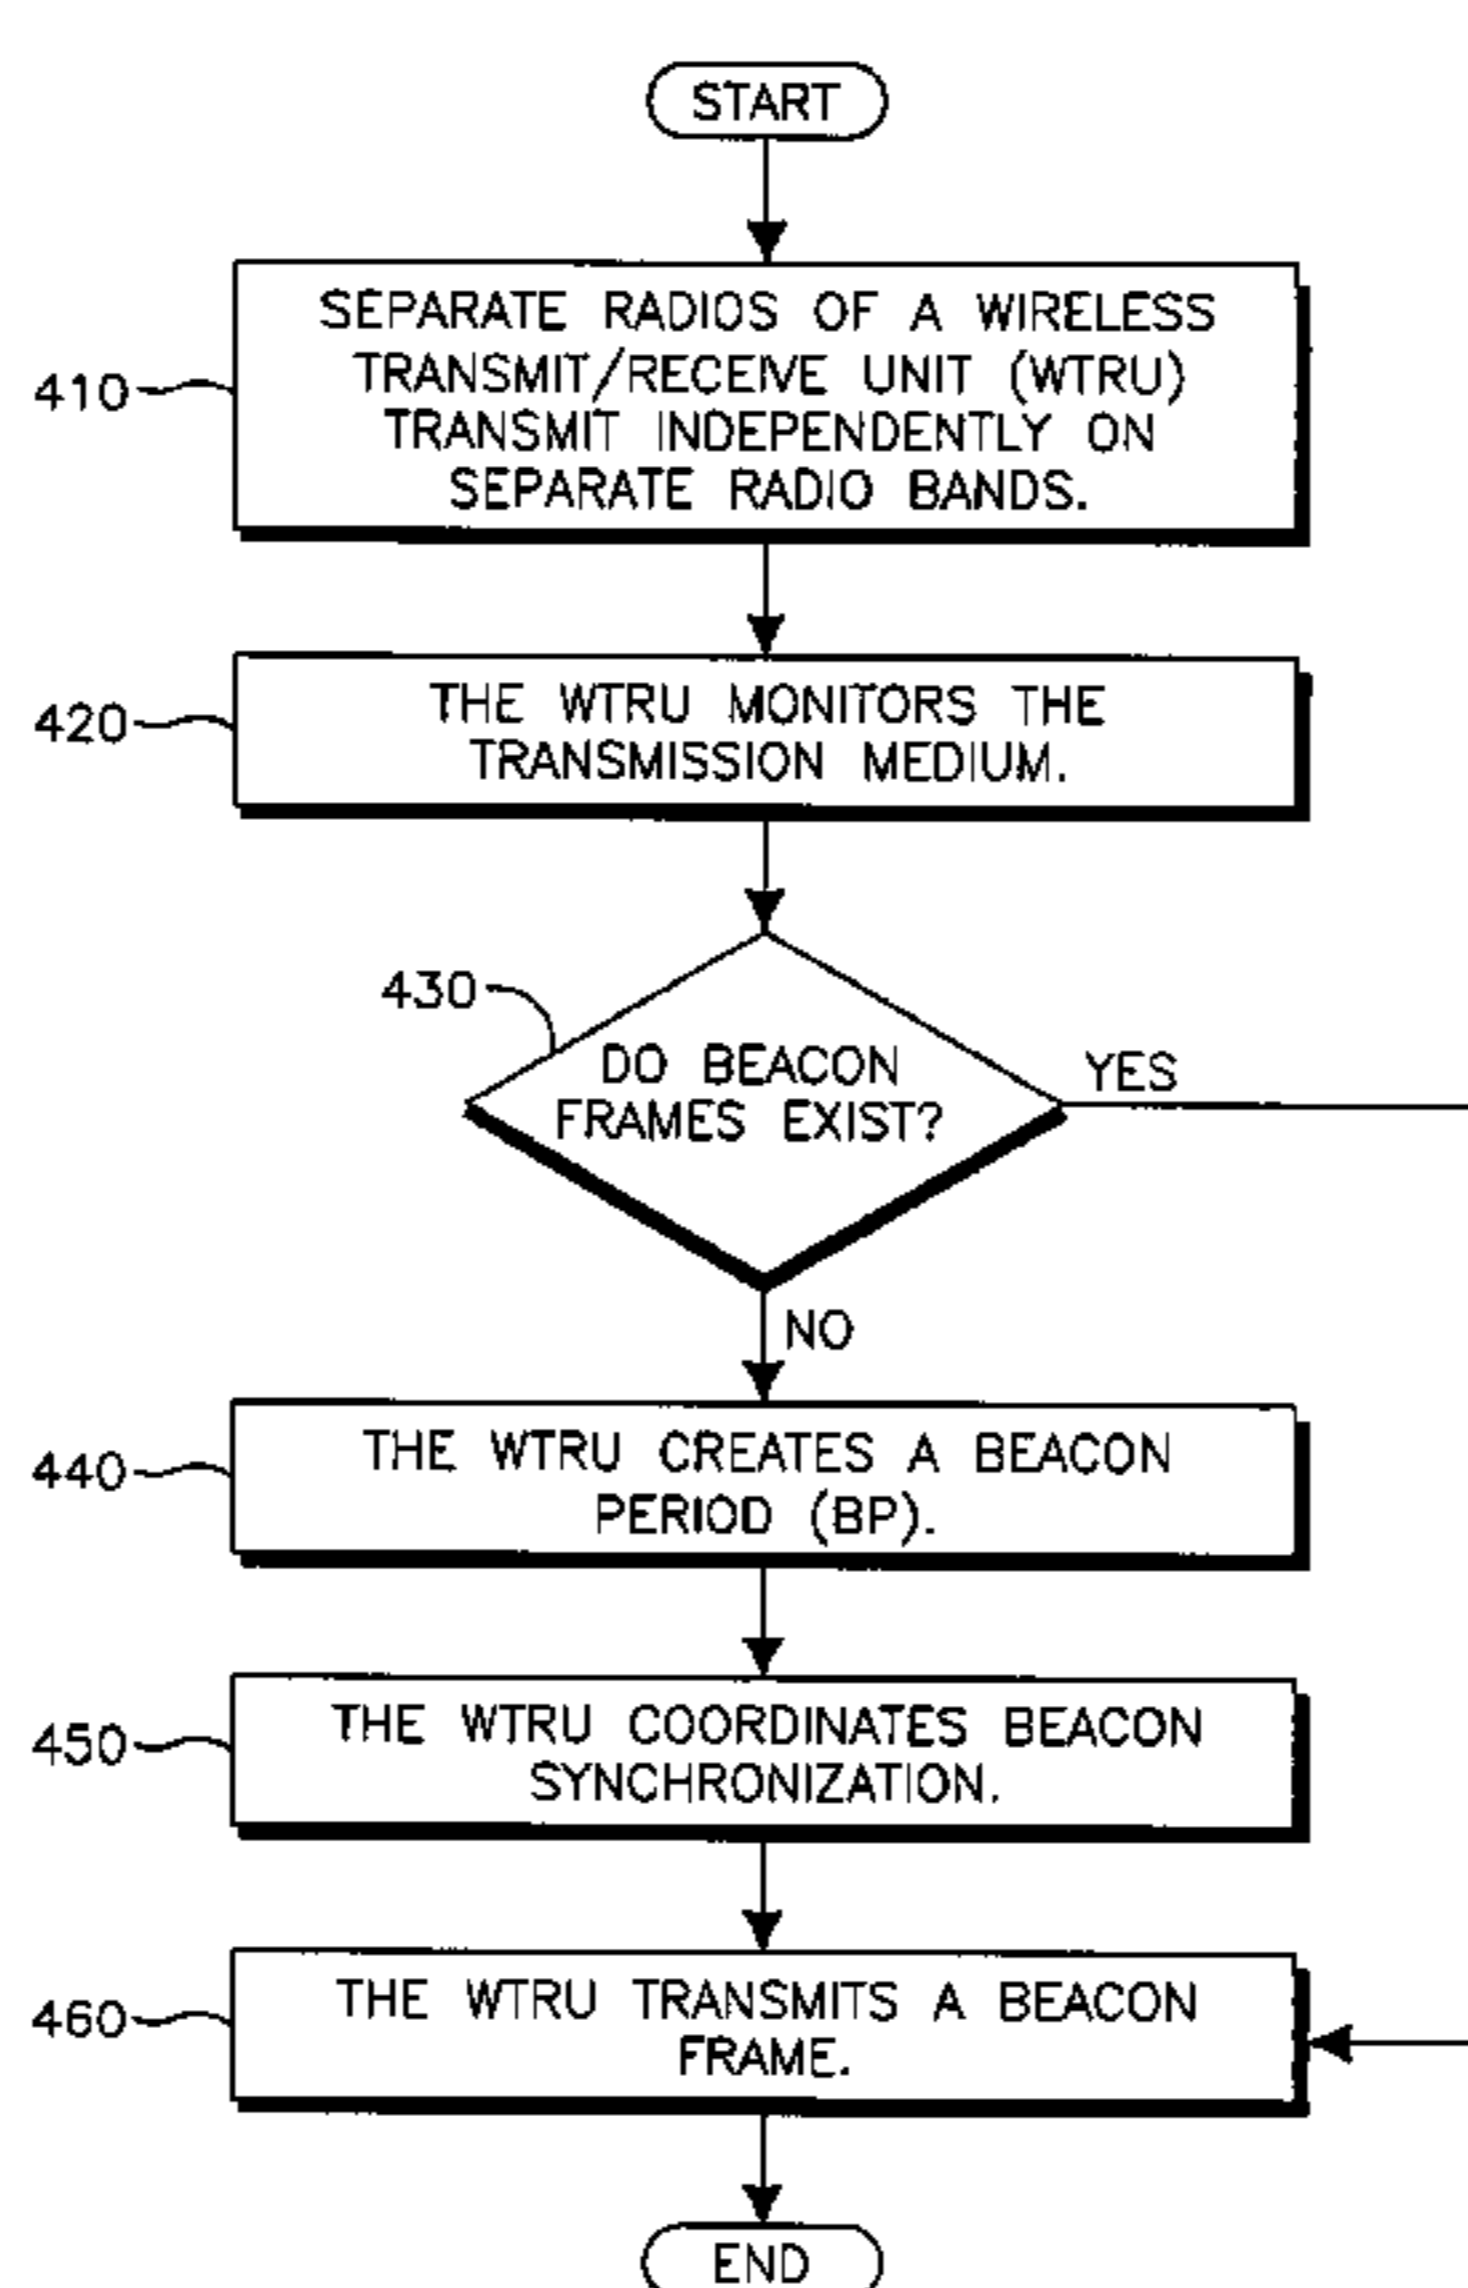 START
SEPARATE RADIOS OF A WIRELESS
TRANSMIT/RECEIVE UNIT (WTRU)
TRANSMIT INDEPENDENTLY ON
SEPARATE RADIO BANDS.
410
THE WTRU MONITORS THE
TRANSMISSION MEDIUM.
420
430
DO BEACON
FRAMES EXIST?
YES
NO
THE WTRU CREATES A BEACON
PERIOD (BP).
440
THE WTRU COORDINATES BEACON
SYNCHRONIZATION.
450
THE WTRU TRANSMITS A BEACON
FRAME.
460
END